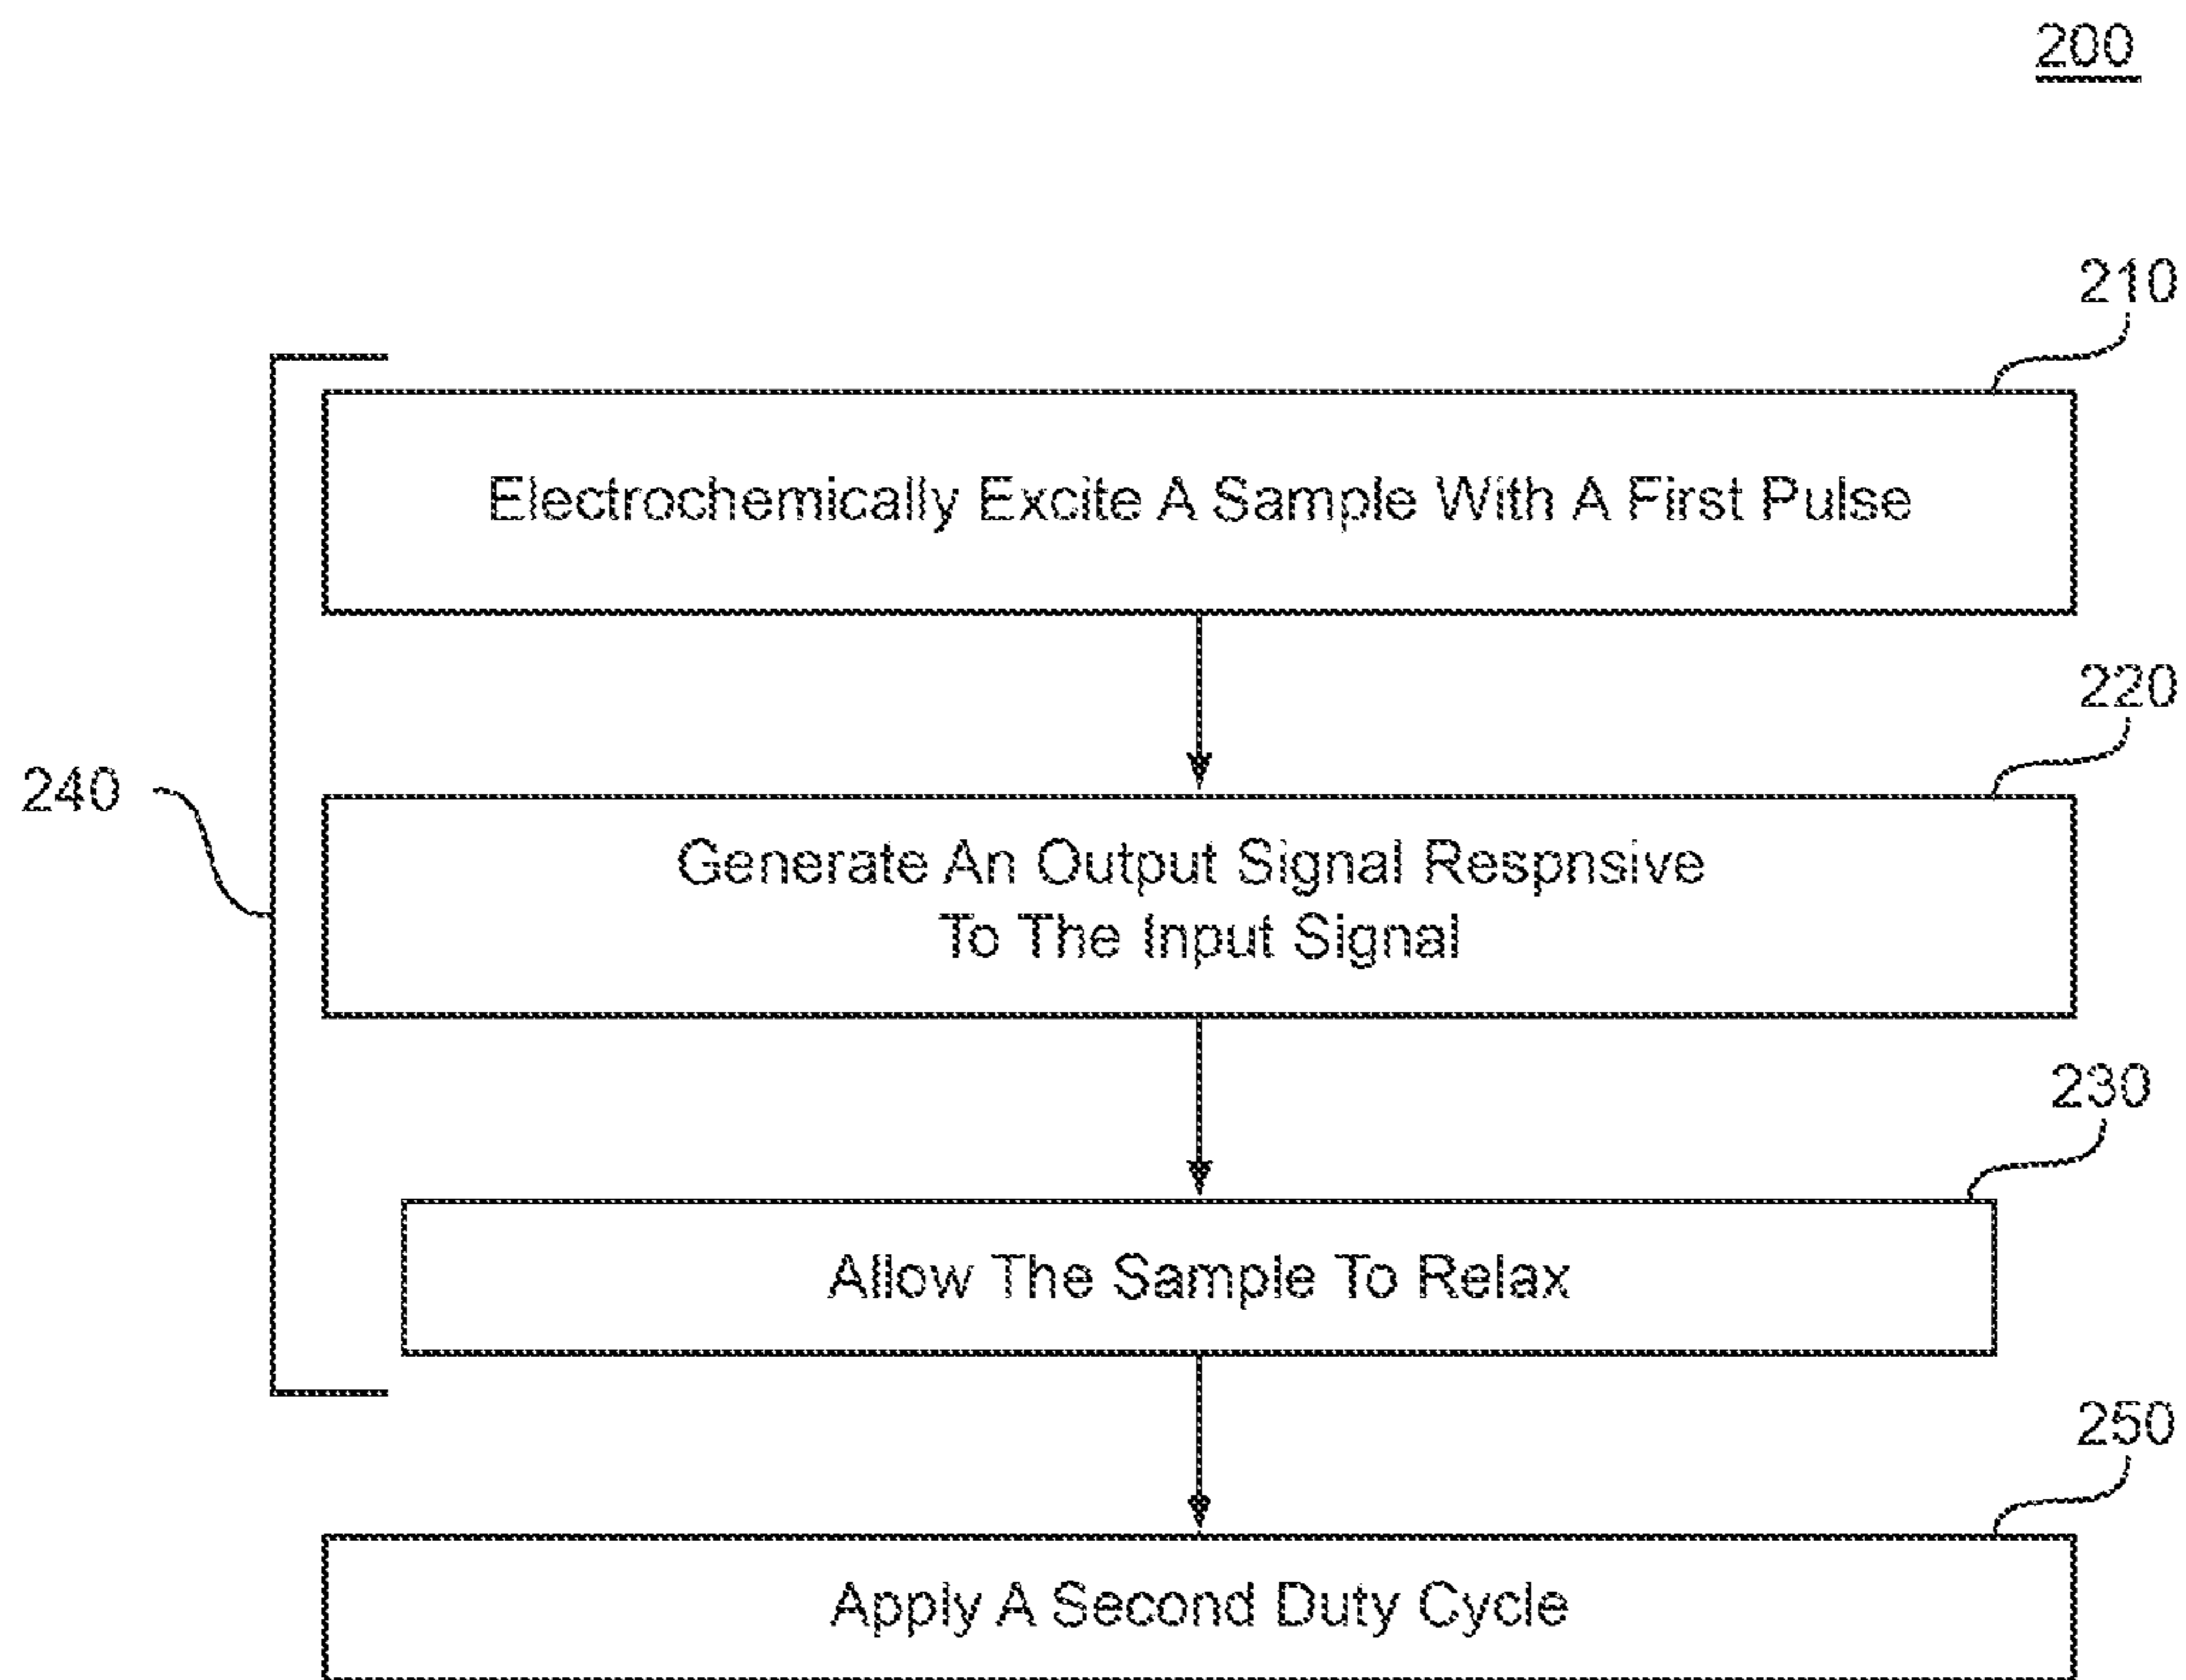 200
210
Electrochemically Excite A Sample With A First Pulse
220
240
Generate An Output Signal Respnsive
To The Input Signal
230
Allow The Sample To Relax
250
Apply A Second Duty Cycle